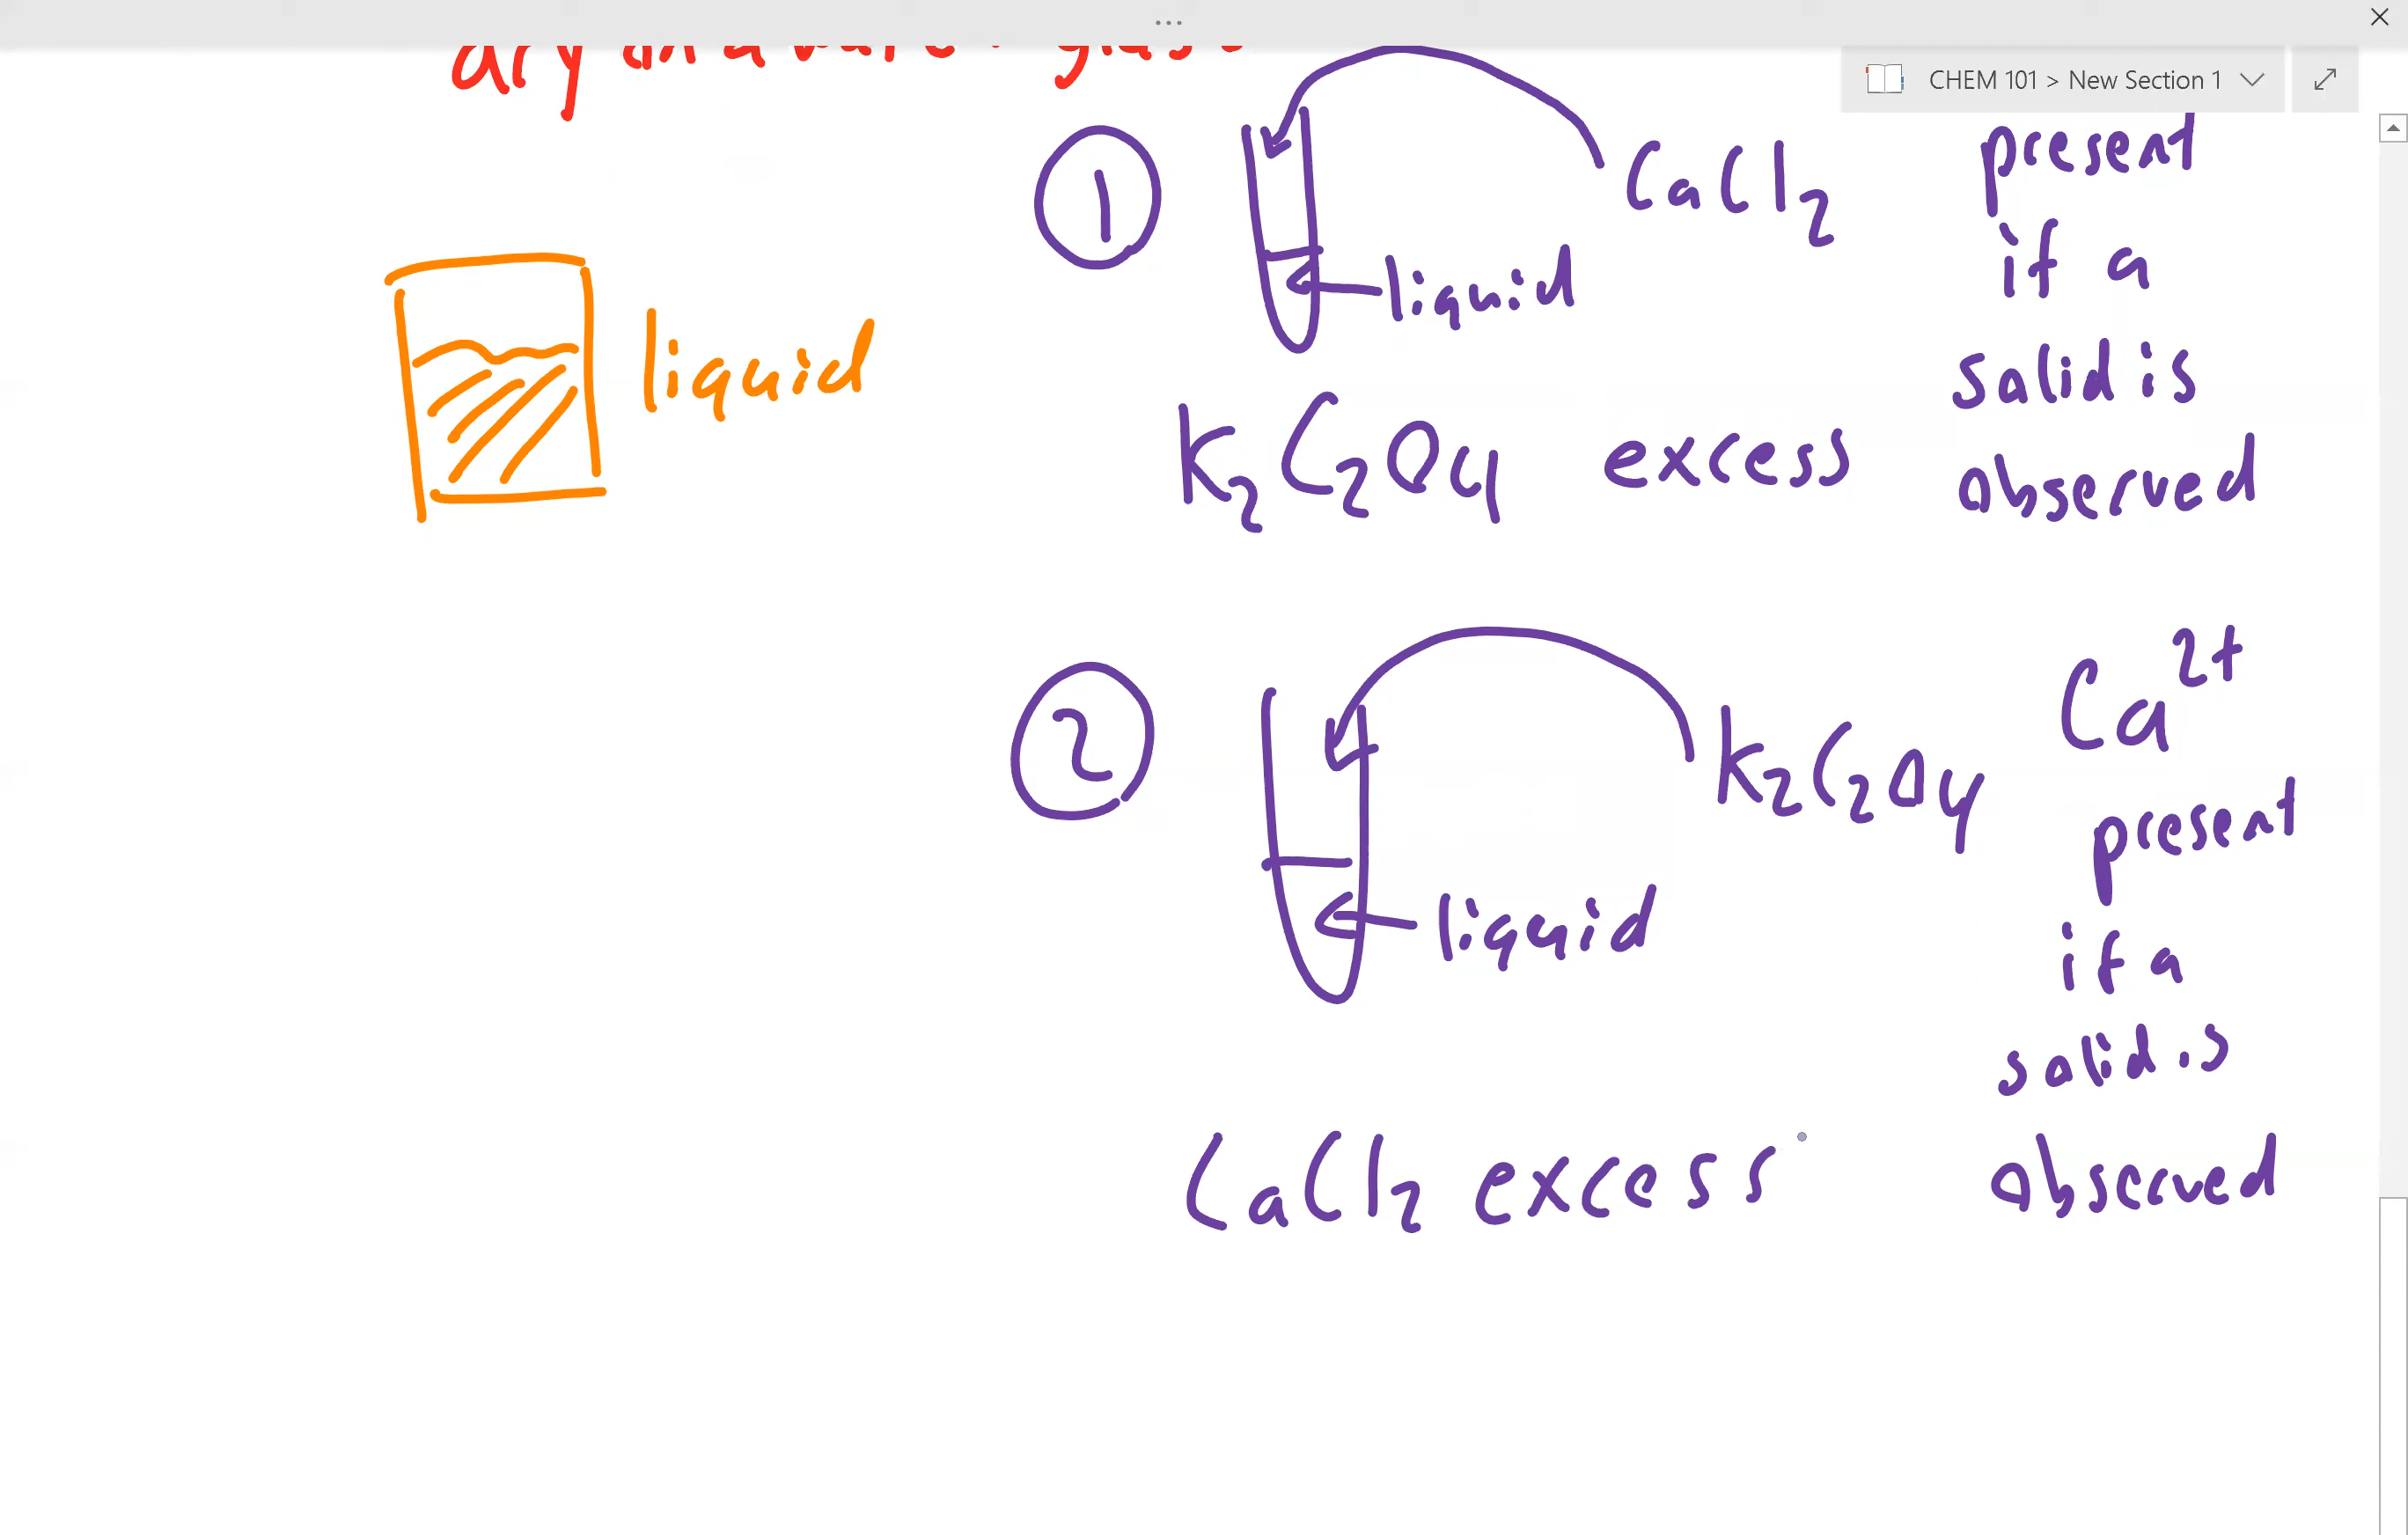 ...
CHEM 101 > New Section 1
1
CaCl2
liquid
K2C2O4 excess
present
if a
solid is
observed
liquid
2
K2C2O4
liquid
CaCl2 excess
Ca2+
present
if a
solid is
observed